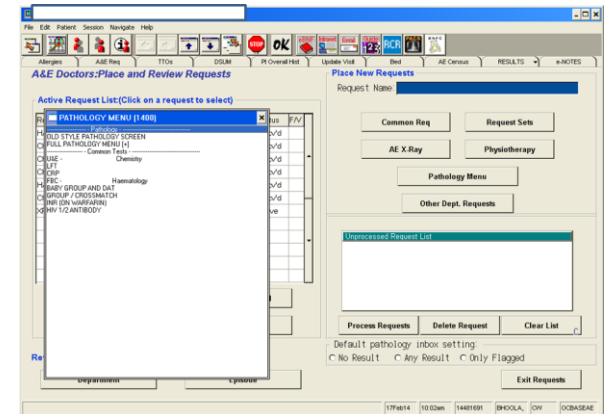 File Edit Patient Session Navigate Help
STOP OK RCR
Allergies A&E Req TTOs DSUM Pt Overall Hist Update Visit Bed AE Census RESULTS e-NOTES
A&E Doctors:Place and Review Requests
Place New Requests
Request Name:
Active Request List:(Click on a request to select)
PATHOLOGY MENU (1400)
F/V
- Pathology -
OLD STYLE PATHOLOGY SCREEN
FULL PATHOLOGY MENU [+]
- Common Tests -
U&E - Chemistry
LFT
CRP
FBC - Haematology
BABY GROUP AND DAT
GROUP / CROSSMATCH
INR (ON WARFARIN)
HIV 1/2 ANTIBODY
Common Req Request Sets
AE X-Ray Physiotherapy
Pathology Menu
Other Dept. Requests
Unprocessed Request List
Process Requests Delete Request Clear List
Default pathology inbox setting:
No Result Any Result Only Flagged
Department Episode
Exit Requests
17Feb14 10:02am 14481691 BHOOLA, OW OCBASEAE